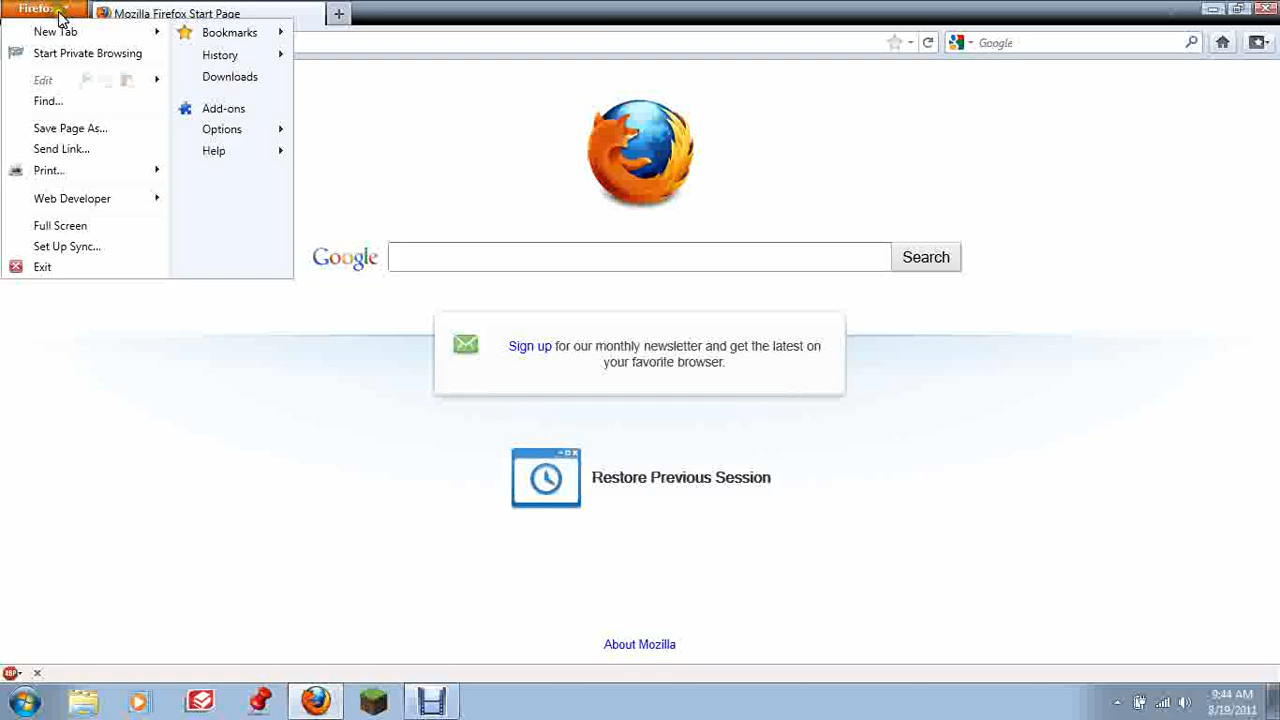 Firefox
Mozilla Firefox Start Page
New Tab
Start Private Browsing
Edit
Find...
Save Page As...
Send Link...
Print...
Web Developer
Full Screen
Set Up Sync...
Exit
Bookmarks
History
Downloads
Add-ons
Options
Help
Google
Google
Search
Sign up for our monthly newsletter and get the latest on
your favorite browser.
Restore Previous Session
About Mozilla
ABP
9:44 AM
8/19/2011